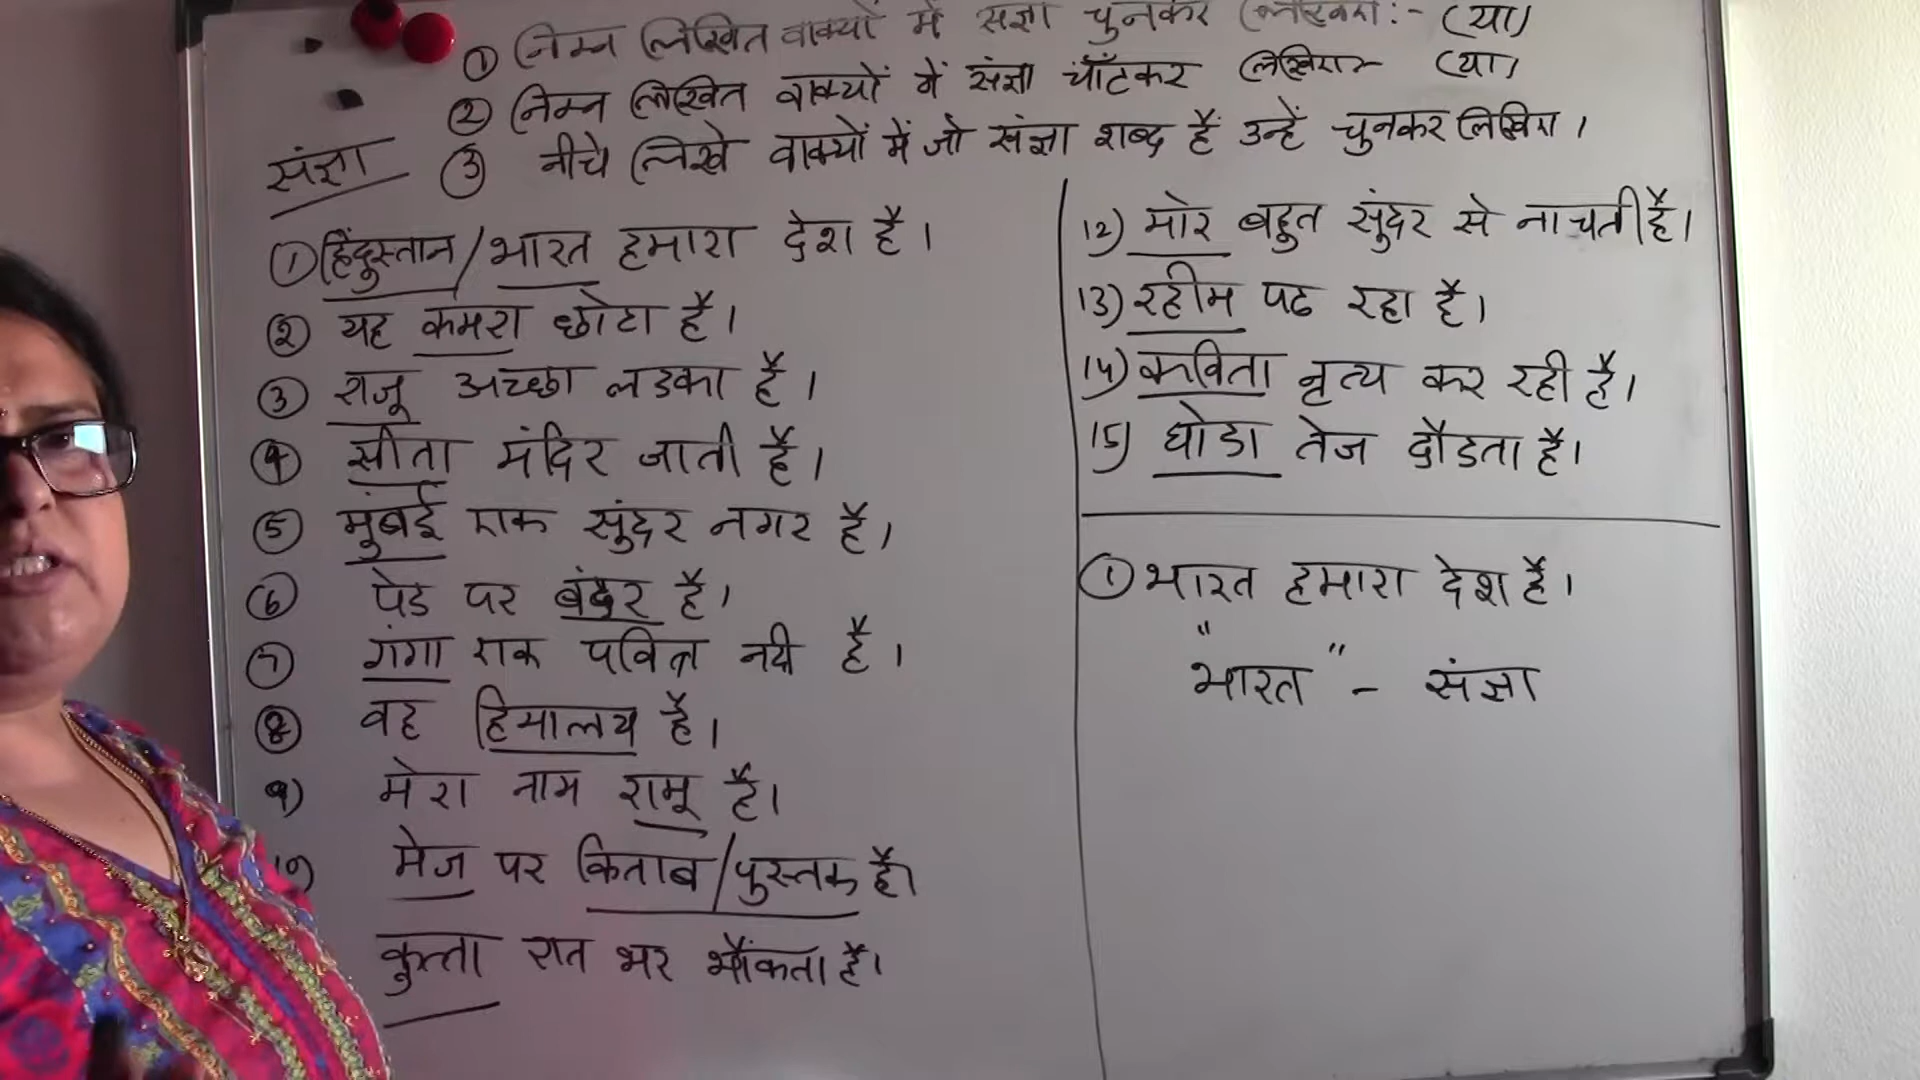 ① निम्न लिखित वाक्यों में संज्ञा चुनकर लिखिए:- (या)
② निम्न लिखित वाक्यों में संज्ञा चाँटकर लिखिए- (या)
संज्ञा ③ नीचे लिखे वाक्यों में जो संज्ञा शब्द हैं उन्हें चुनकर लिखिए।
① हिंदुस्तान/भारत हमारा देश है।
② यह कमरा छोटा है।
③ राजू अच्छा लडका है।
④ सीता मंदिर जाती है।
⑤ मुंबई एक सुंदर नगर है।
⑥ पेड पर बंदर है।
⑦ गंगा एक पवित्र नदी है।
⑧ वह हिमालय है।
9) मेरा नाम रामू है।
10) मेज पर किताब/पुस्तक है।
कुत्ता रात भर भौंकता है।
12) मोर बहुत सुंदर से नाचती है।
13) रहीम पढ रहा है।
14) कविता नृत्य कर रही है।
15) घोडा तेज दौडता है।
① भारत हमारा देश है।
"भारत" - संज्ञा